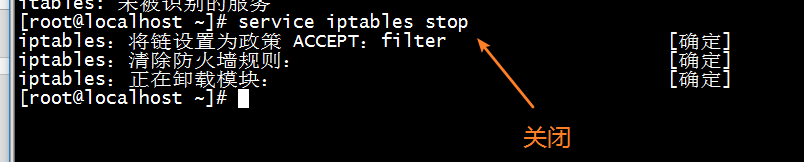 itables: 未被识别的服务
[root@localhost ~]# service iptables stop
iptables: 将链设置为政策 ACCEPT: filter [确定]
iptables: 清除防火墙规则: [确定]
iptables: 正在卸载模块: [确定]
[root@localhost ~]#
关闭